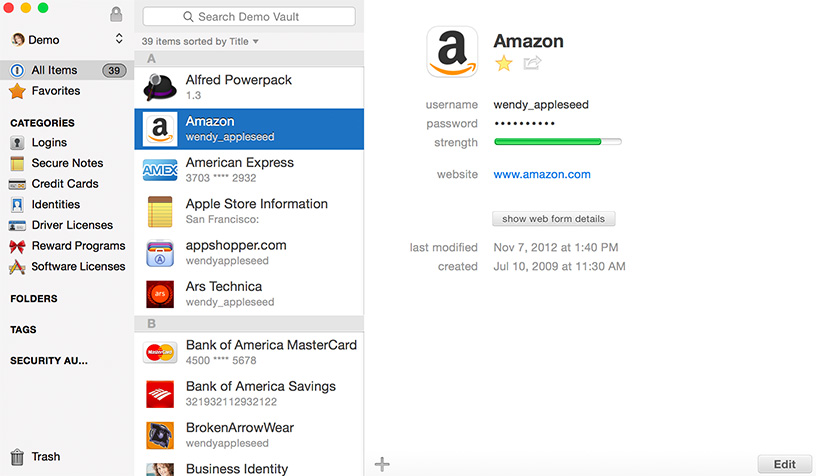 Demo
All Items
39
Favorites
CATEGORİES
Logins
Secure Notes
Credit Cards
Identities
Driver Licenses
Reward Programs
Software Licenses
FOLDERS
TAGS
SECURITY AU...
Trash
Search Demo Vault
39 items sorted by Title
A
Alfred Powerpack
1.3
a
Amazon
wendy_appleseed
AMEX
American Express
3703 **** 2932
Apple Store Information
San Francisco:
appshopper.com
wendyappleseed
ars
Ars Technica
wendy_appleseed
B
MasterCard
Bank of America MasterCard
4500 **** 5678
Bank of America Savings
321932112932122
BrokenArrowWear
wendyappleseed
Business Identity
a
Amazon
username wendy_appleseed
password ••••••••••
strength
website www.amazon.com
show web form details
last modified Nov 7, 2012 at 1:40 PM
created Jul 10, 2009 at 11:30 AM
Edit